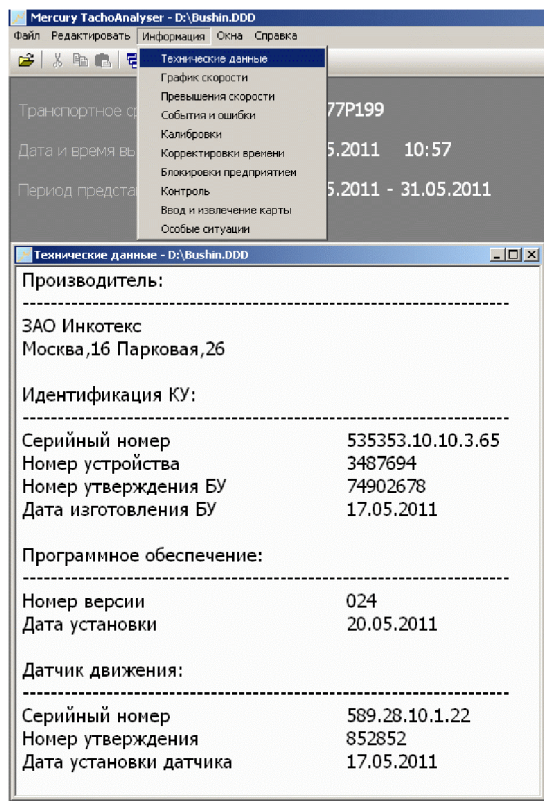 Mercury TachoAnalyser - D:\Bushin.DDD
Файл Редактировать Информация Окна Справка
Технические данные
График скорости
Превышения скорости
События и ошибки
Калибровки
Корректировки времени
Блокировки предприятием
Контроль
Ввод и извлечение карты
Особые ситуации
Транспортное 77Р199
Дата и время 5.2011 10:57
Период .2011 - 31.05.2011
Технические данные - D:\Bushin.DDD
Производитель:
ЗАО Инкотекс
Москва,16 Парковая,26
Идентификация КУ:
Серийный номер 535353.10.10.3.65
Номер устройства 3487694
Номер утверждения БУ 74902678
Дата изготовления БУ 17.05.2011
Программное обеспечение:
Номер версии 024
Дата установки 20.05.2011
Датчик движения:
Серийный номер 589.28.10.1.22
Номер утверждения 852852
Дата установки датчика 17.05.2011